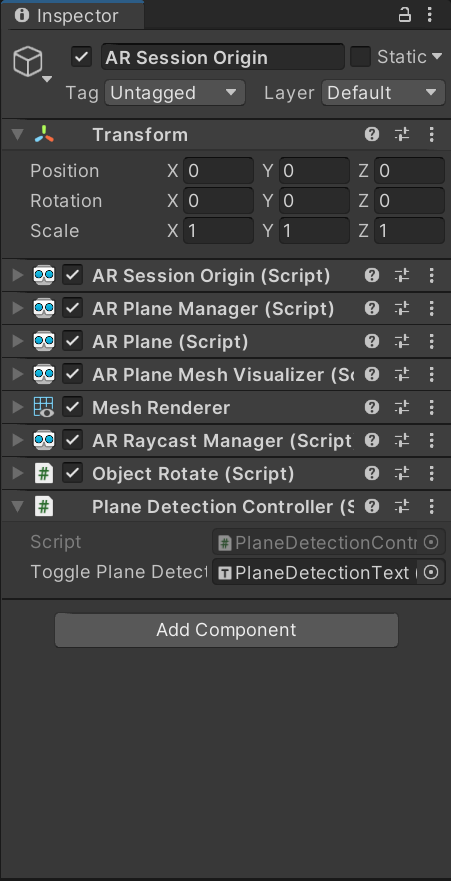 Inspector
AR Session Origin Static
Tag Untagged Layer Default
Transform
Position X 0 Y 0 Z 0
Rotation X 0 Y 0 Z 0
Scale X 1 Y 1 Z 1
AR Session Origin (Script)
AR Plane Manager (Script)
AR Plane (Script)
AR Plane Mesh Visualizer (Sc
Mesh Renderer
AR Raycast Manager (Script
# Object Rotate (Script)
# Plane Detection Controller (S
Script # PlaneDetectionContr
Toggle Plane Detect T PlaneDetectionText (
Add Component